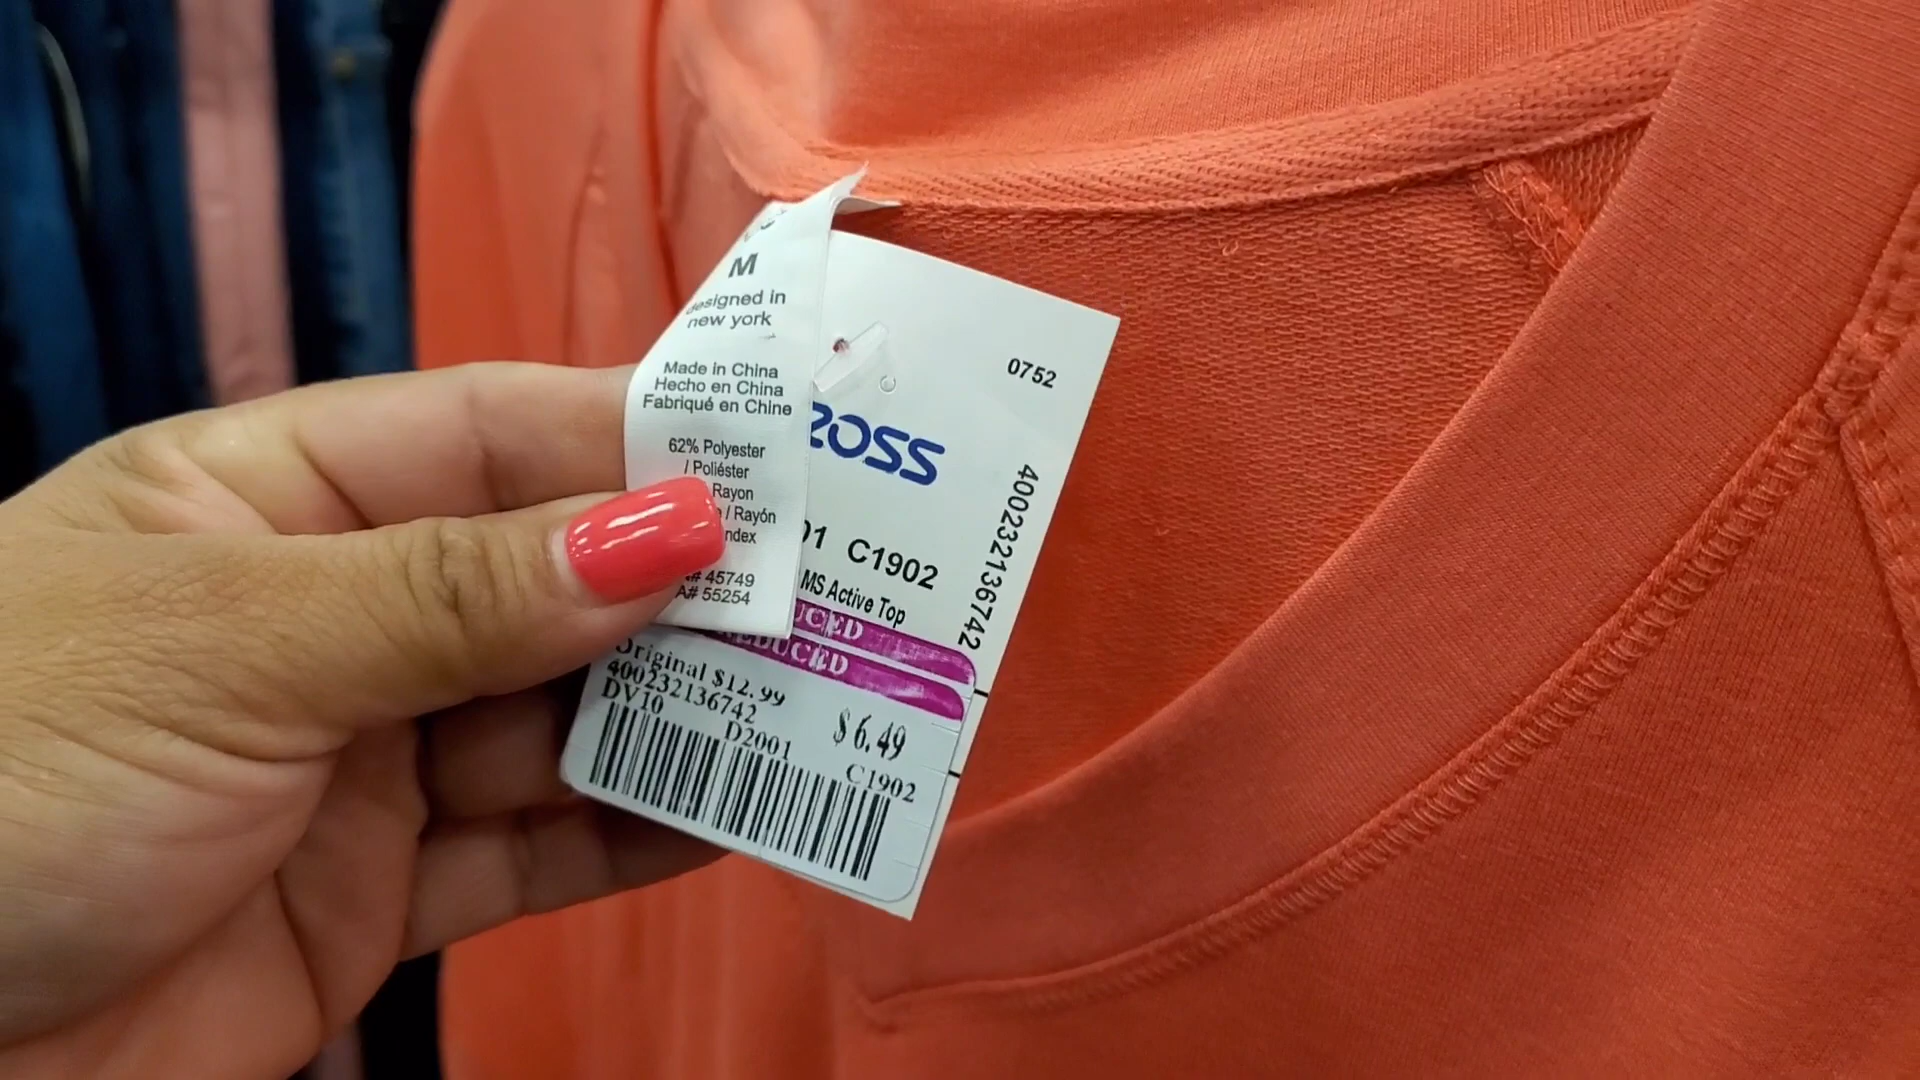 M
designed in
new york
Made in China
Hecho en China
Fabriqué en Chine
62% Polyester
/ Poliéster
Rayon
/ Rayón
45749
A# 55254
0752
ROSS
400232136742
C1902
MS Active Top
REDUCED
Original $12.99
400232136742
DV10
D2001
$6.49
C1902